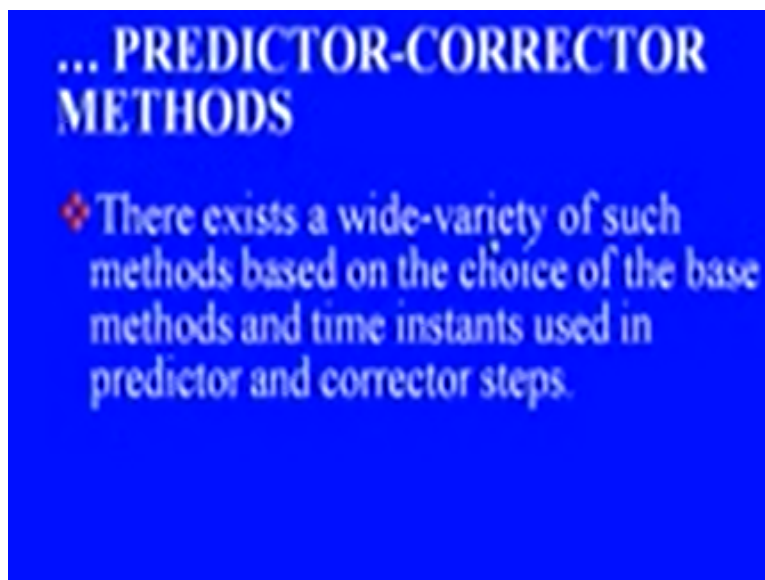 ... PREDICTOR-CORRECTOR
METHODS
There exists a wide-variety of such
methods based on the choice of the base
methods and time instants used in
predictor and corrector steps.